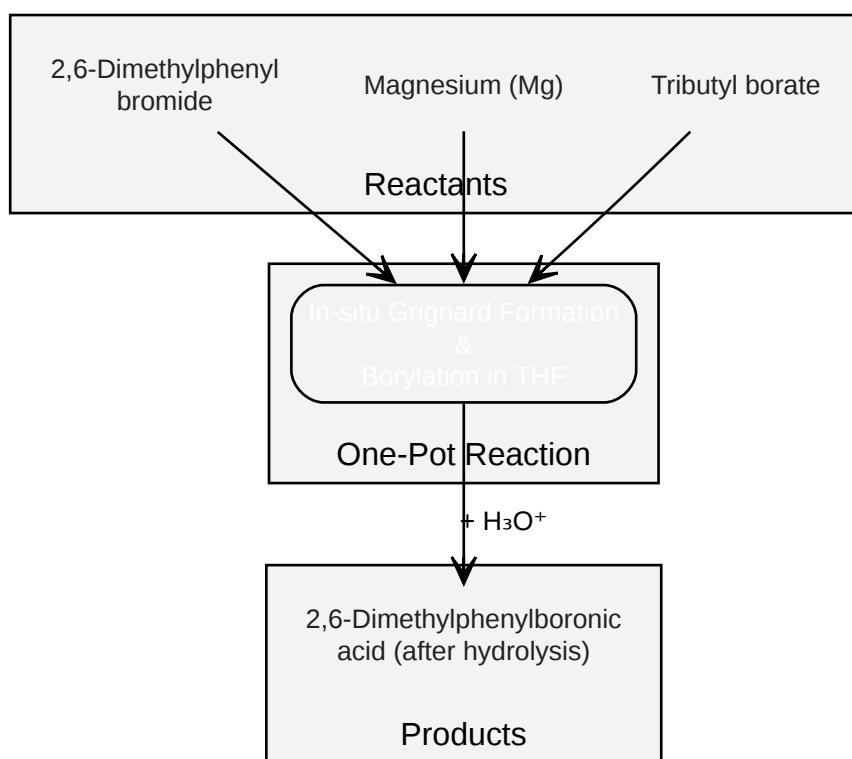 2,6-Dimethylphenyl
bromide
Magnesium (Mg)
Tributyl borate
Reactants
In-situ Grignard Formation
&
Borylation in THF
One-Pot Reaction
+ H₃O⁺
2,6-Dimethylphenylboronic
acid (after hydrolysis)
Products